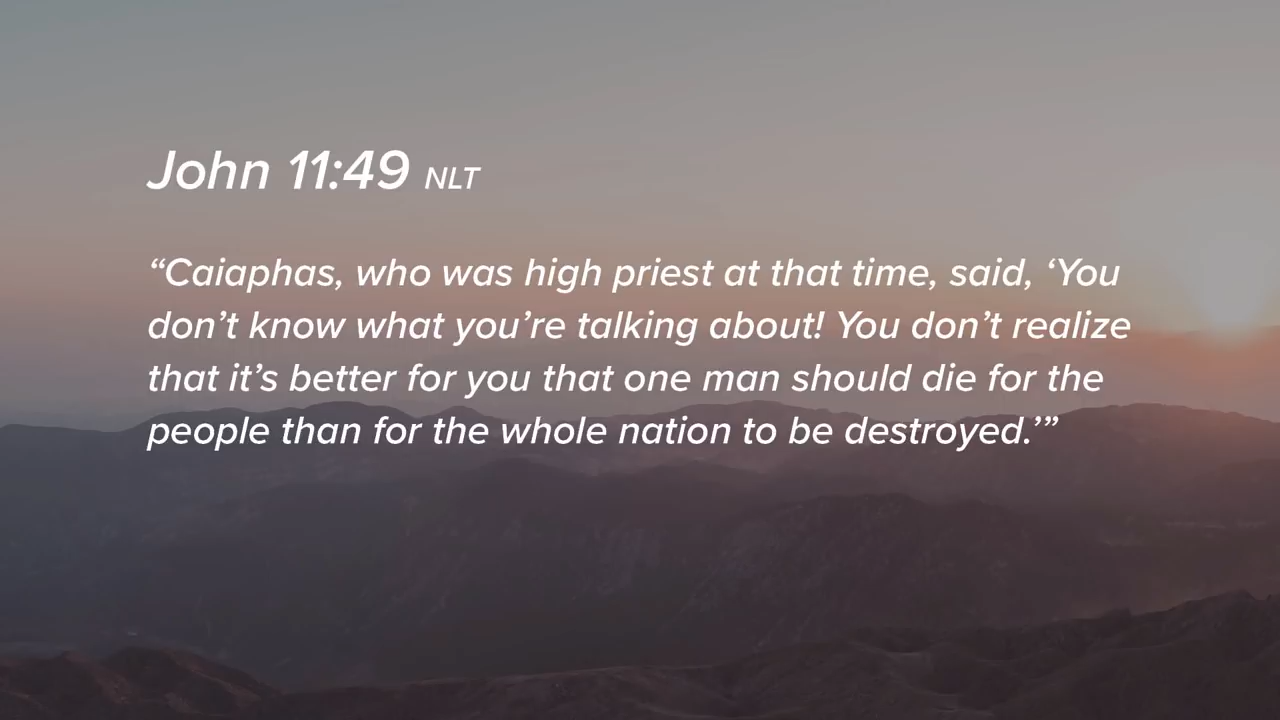 John 11:49 NLT
“Caiaphas, who was high priest at that time, said, ‘You
don’t know what you’re talking about! You don’t realize
that it’s better for you that one man should die for the
people than for the whole nation to be destroyed.’”